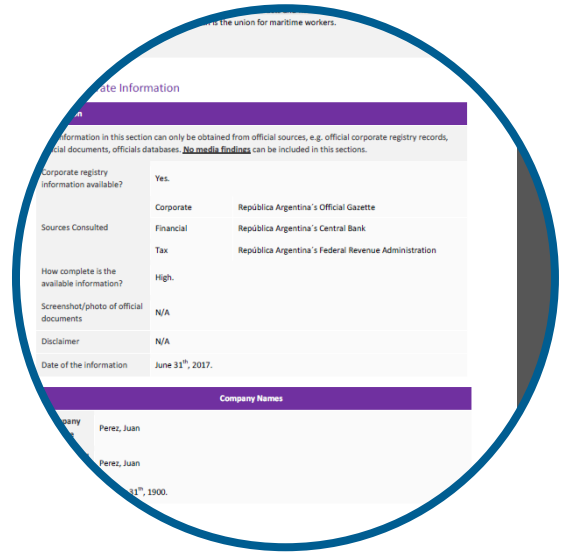 is the union for maritime workers.
ate Information
n
information in this section can only be obtained from official sources, e.g. official corporate registry records,
cial documents, officials databases. No media findings can be included in this sections.
Corporate registry
information available?
Yes.
Sources Consulted
Corporate República Argentina´s Official Gazette
Financial República Argentina´s Central Bank
Tax República Argentina´s Federal Revenue Administration
How complete is the
available information?
High.
Screenshot/photo of official
documents
N/A
Disclaimer N/A
Date of the information June 31th, 2017.
Company Names
pany
Perez, Juan
Perez, Juan
31th, 1900.